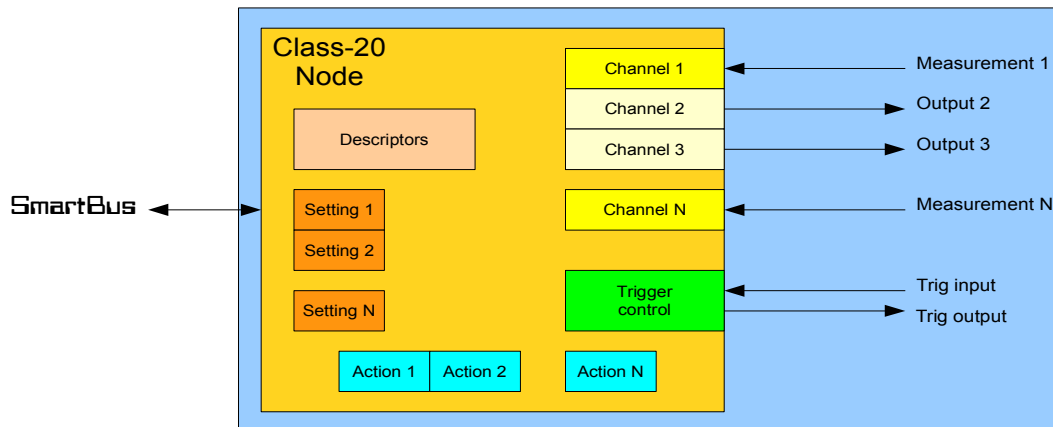 Class-20
Node
Descriptors
SmartBus
Setting 1
Setting 2
Setting N
Action 1
Action 2
Action N
Channel 1
Channel 2
Channel 3
Channel N
Trigger
control
Measurement 1
Output 2
Output 3
Measurement N
Trig input
Trig output